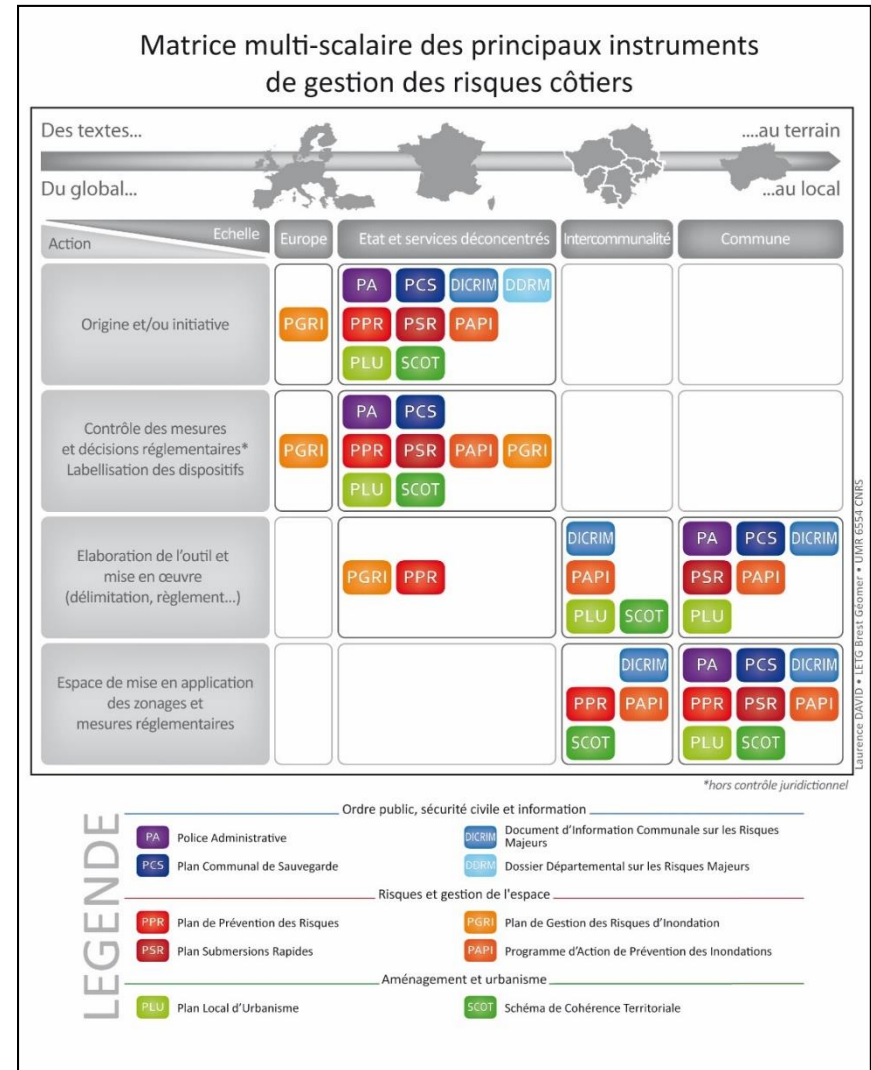 Matrice multi-scalaire des principaux instruments
de gestion des risques côtiers
Des textes...
....au terrain
Du global...
...au local
Echelle
Action
Europe
Etat et services déconcentrés
Intercommunalité
Commune
Origine et/ou initiative
PGRI
PA PCS DICRIM DDRM
PPR PSR PAPI
PLU SCOT
Contrôle des mesures
et décisions réglementaires*
Labellisation des dispositifs
PGRI
PA PCS
PPR PSR PAPI PGRI
PLU SCOT
Elaboration de l'outil et
mise en œuvre
(délimitation, règlement...)
PGRI PPR
DICRIM
PAPI
PLU SCOT
PA PCS DICRIM
PSR PAPI
PLU
Espace de mise en application
des zonages et
mesures réglementaires
DICRIM
PPR PAPI
SCOT
PA PCS DICRIM
PPR PSR PAPI
PLU SCOT
Laurence DAVID • LETG Brest Géomer • UMR 6554 CNRS
*hors contrôle juridictionnel
LEGENDE
Ordre public, sécurité civile et information
PA Police Administrative
DICRIM Document d'Information Communale sur les Risques
Majeurs
PCS Plan Communal de Sauvegarde
DDRM Dossier Départemental sur les Risques Majeurs
Risques et gestion de l'espace
PPR Plan de Prévention des Risques
PGRI Plan de Gestion des Risques d'Inondation
PSR Plan Submersions Rapides
PAPI Programme d'Action de Prévention des Inondations
Aménagement et urbanisme
PLU Plan Local d'Urbanisme
SCOT Schéma de Cohérence Territoriale